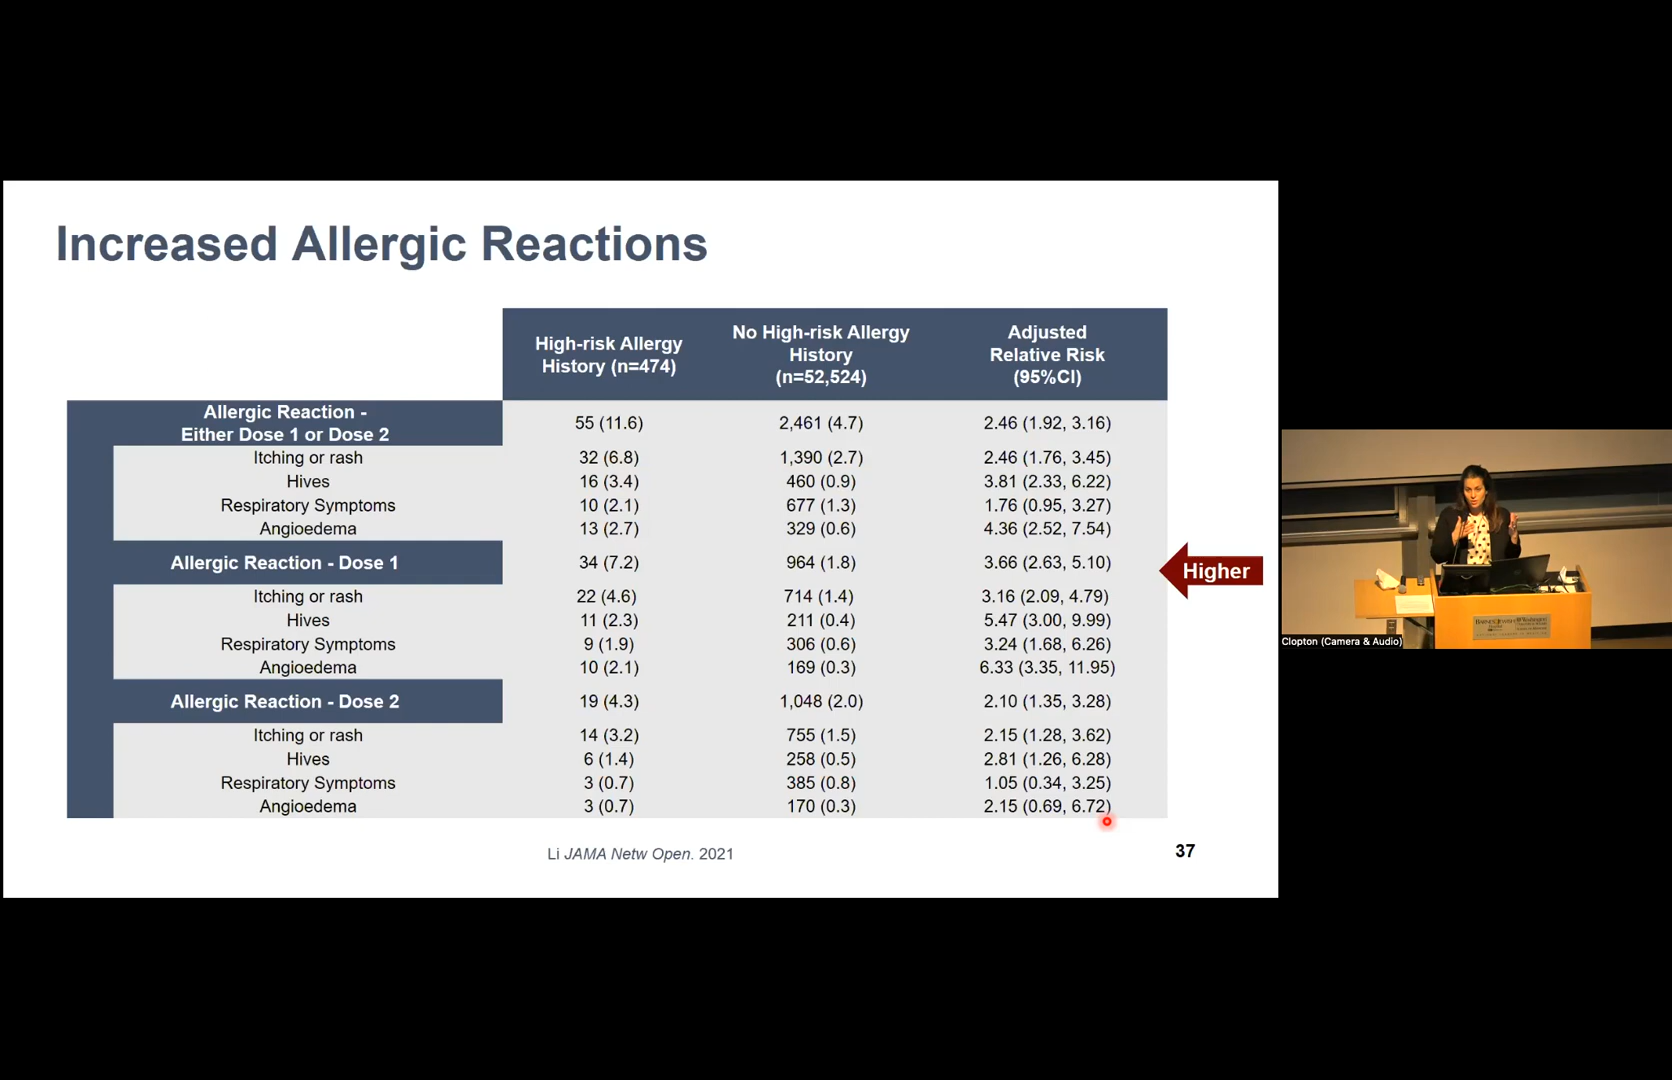 Increased Allergic Reactions
High-risk Allergy
History (n=474)
No High-risk Allergy
History
(n=52,524)
Adjusted
Relative Risk
(95%CI)
Allergic Reaction -
Either Dose 1 or Dose 2
55 (11.6)
2,461 (4.7)
2.46 (1.92, 3.16)
Itching or rash
32 (6.8)
1,390 (2.7)
2.46 (1.76, 3.45)
Hives
16 (3.4)
460 (0.9)
3.81 (2.33, 6.22)
Respiratory Symptoms
10 (2.1)
677 (1.3)
1.76 (0.95, 3.27)
Angioedema
13 (2.7)
329 (0.6)
4.36 (2.52, 7.54)
Allergic Reaction - Dose 1
34 (7.2)
964 (1.8)
3.66 (2.63, 5.10)
Higher
Itching or rash
22 (4.6)
714 (1.4)
3.16 (2.09, 4.79)
Hives
11 (2.3)
211 (0.4)
5.47 (3.00, 9.99)
Respiratory Symptoms
9 (1.9)
306 (0.6)
3.24 (1.68, 6.26)
Angioedema
10 (2.1)
169 (0.3)
6.33 (3.35, 11.95)
Allergic Reaction - Dose 2
19 (4.3)
1,048 (2.0)
2.10 (1.35, 3.28)
Itching or rash
14 (3.2)
755 (1.5)
2.15 (1.28, 3.62)
Hives
6 (1.4)
258 (0.5)
2.81 (1.26, 6.28)
Respiratory Symptoms
3 (0.7)
385 (0.8)
1.05 (0.34, 3.25)
Angioedema
3 (0.7)
170 (0.3)
2.15 (0.69, 6.72)
Li JAMA Netw Open. 2021
37
Clopton (Camera & Audio)